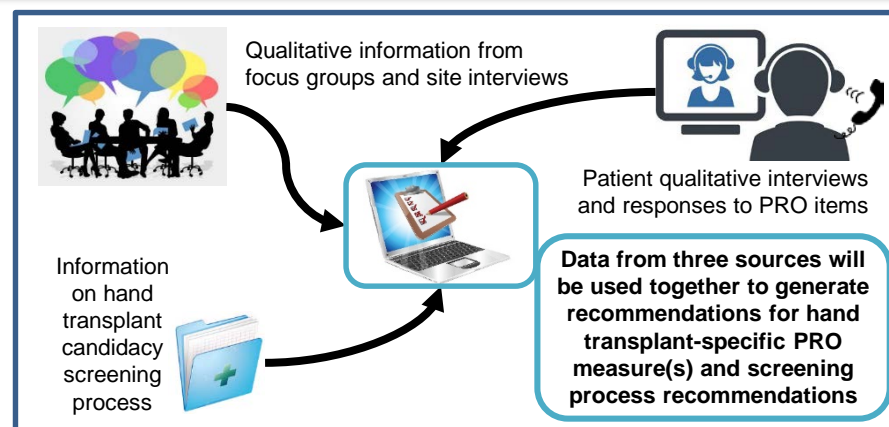 Qualitative information from
focus groups and site interviews
Patient qualitative interviews
and responses to PRO items
Information
on hand
transplant
candidacy
screening
process
Data from three sources will
be used together to generate
recommendations for hand
transplant-specific PRO
measure(s) and screening
process recommendations